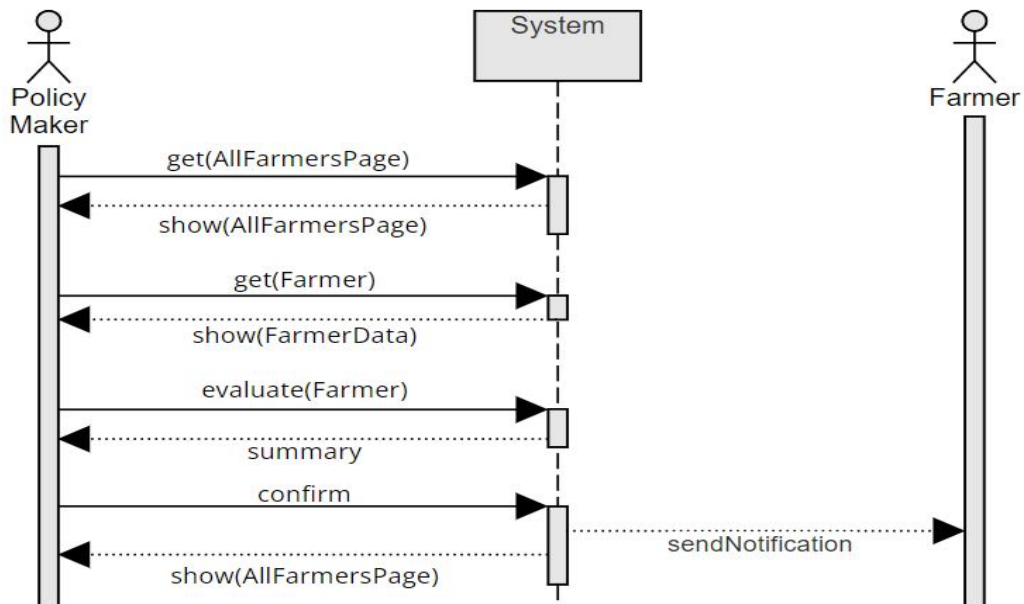 System
Policy
Maker
Farmer
get(AllFarmersPage)
show(AllFarmersPage)
get(Farmer)
show(FarmerData)
evaluate(Farmer)
summary
confirm
sendNotification
show(AllFarmersPage)